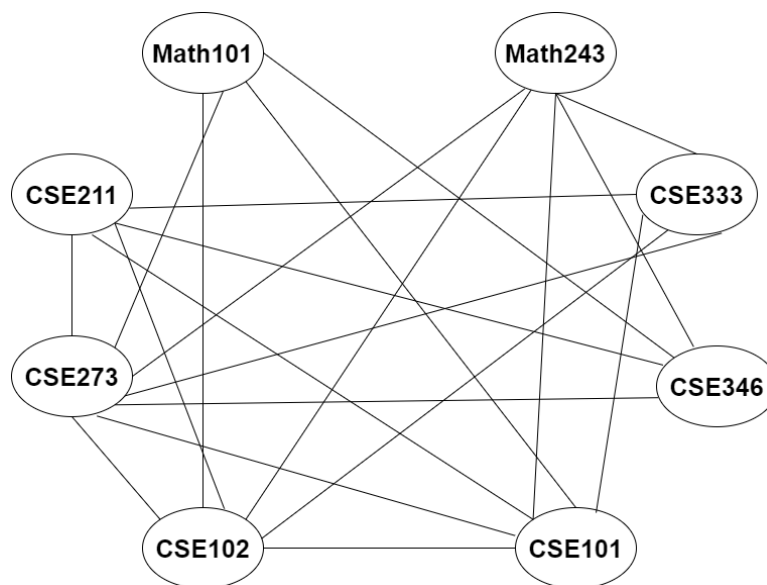 Math101
Math243
CSE211
CSE333
CSE273
CSE346
CSE102
CSE101